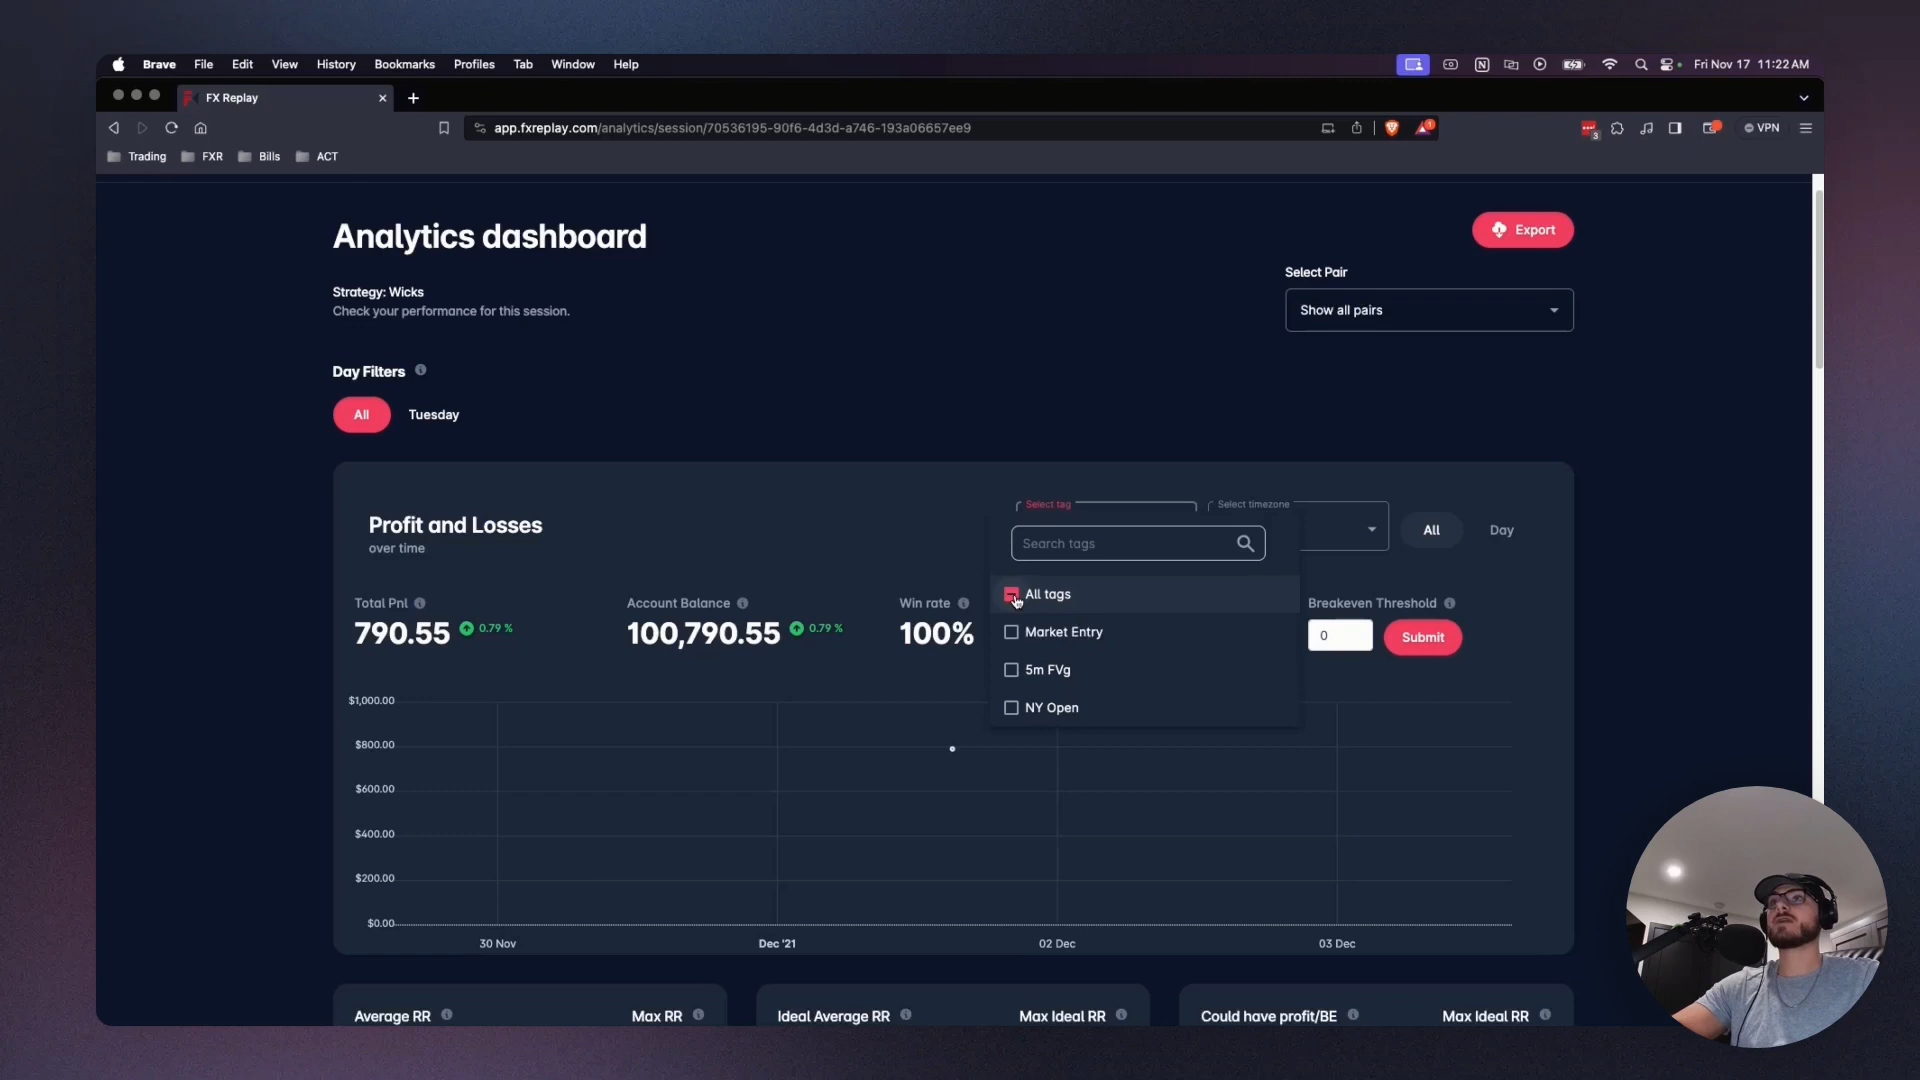 Brave File Edit View History Bookmarks Profiles Tab Window Help
Fri Nov 17 11:22 AM
FX Replay
app.fxreplay.com/analytics/session/70536195-90f6-4d3d-a746-193a06657ee9
1
3
VPN
Trading FXR Bills ACT
Analytics dashboard
Export
Select Pair
Strategy: Wicks
Show all pairs
Check your performance for this session.
Day Filters
All Tuesday
Select tag Select timezone
Profit and Losses
over time
All Day
Search tags
All tags
Market Entry
5m FVg
NY Open
Total Pnl
790.55 0.79 %
Account Balance
100,790.55 0.79 %
Win rate
100%
Breakeven Threshold
0 Submit
$1,000.00
$800.00
$600.00
$400.00
$200.00
$0.00
30 Nov Dec '21 02 Dec 03 Dec
Average RR Max RR Ideal Average RR Max Ideal RR Could have profit/BE Max Ideal RR